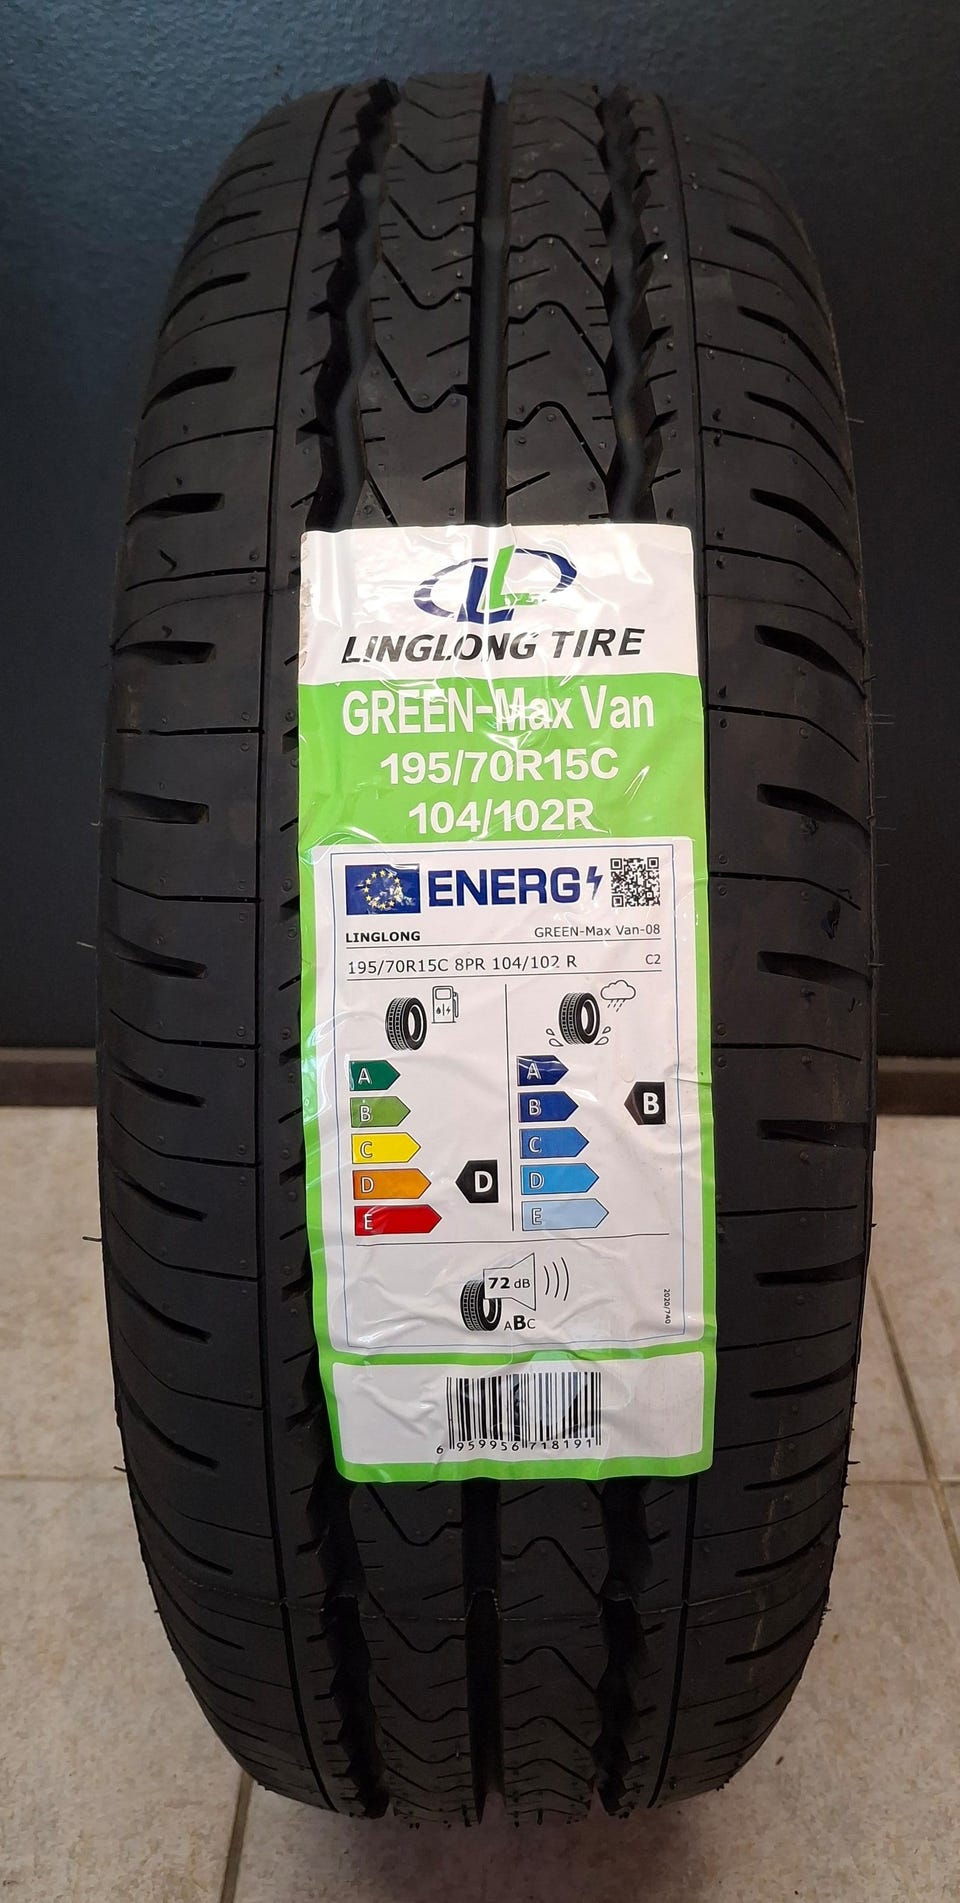 LINGLONG TIRE
GREEN-Max Van
195/70R15C
104/102R
ENERG
LINGLONG GREEN-Max Van-08
195/70R15C 8PR 104/102 R C2
A A
B B B
C C
D D D
E E
72 dB
ABC
2020/740
6 959956 718191